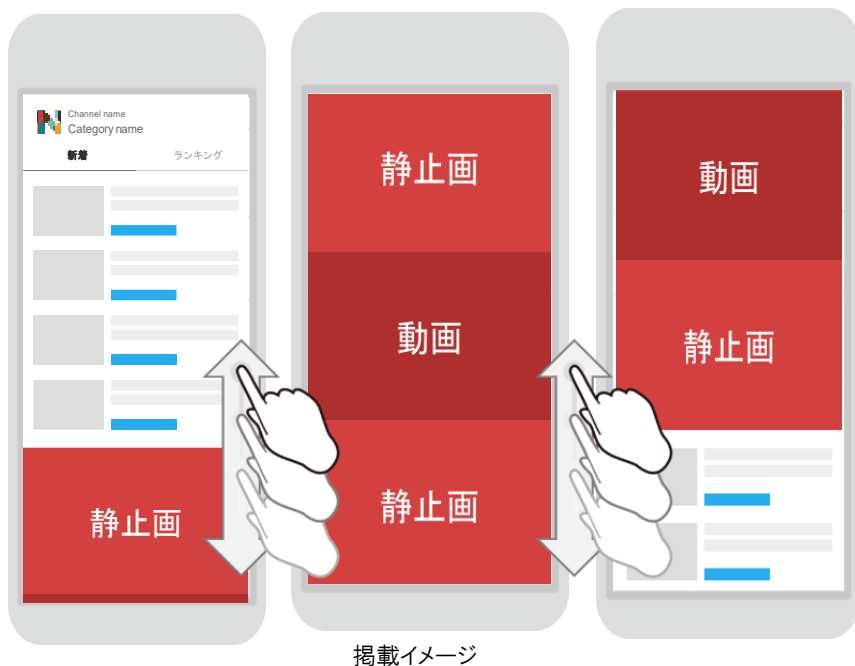 Channel name
Category name
新着 ランキング
静止画
静止画
動画
静止画
動画
静止画
掲載イメージ